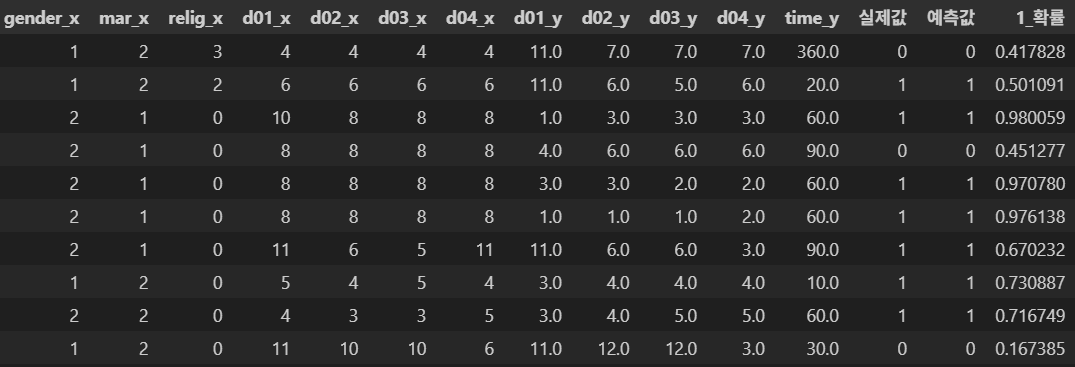 gender_x mar_x relig_x d01_x d02_x d03_x d04_x d01_y d02_y d03_y d04_y time_y 실제값 예측값 1_확률
1 2 3 4 4 4 4 11.0 7.0 7.0 7.0 360.0 0 0 0.417828
1 2 2 6 6 6 6 11.0 6.0 5.0 6.0 20.0 1 1 0.501091
2 1 0 10 8 8 8 1.0 3.0 3.0 3.0 60.0 1 1 0.980059
2 1 0 8 8 8 8 4.0 6.0 6.0 6.0 90.0 0 0 0.451277
2 1 0 8 8 8 8 3.0 3.0 2.0 2.0 60.0 1 1 0.970780
2 1 0 8 8 8 8 1.0 1.0 1.0 2.0 60.0 1 1 0.976138
2 1 0 11 6 5 11 11.0 6.0 6.0 3.0 90.0 1 1 0.670232
1 2 0 5 4 5 4 3.0 4.0 4.0 4.0 10.0 1 1 0.730887
2 2 0 4 3 3 5 3.0 4.0 5.0 5.0 60.0 1 1 0.716749
1 2 0 11 10 10 6 11.0 12.0 12.0 3.0 30.0 0 0 0.167385